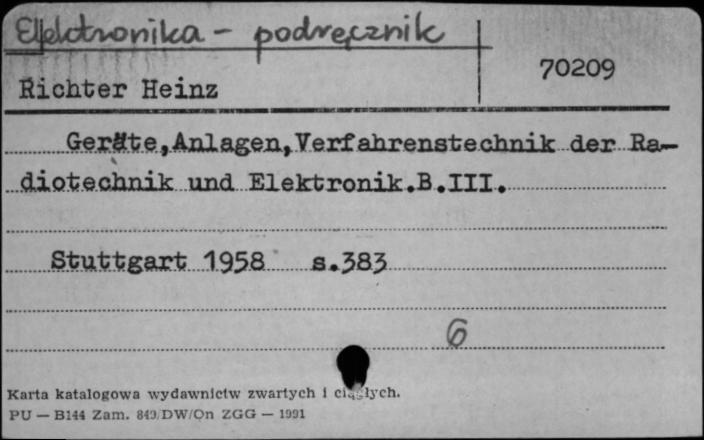 Elektronika - podręcznik
70209
Richter Heinz
Geräte,Anlagen,Verfahrenstechnik der Ra-
diotechnik und Elektronik.B.III.
Stuttgart 1958 s.383
6
Karta katalogowa wydawnictw zwartych i ciągłych.
PU — B144 Zam. 849/DW/On ZGG — 1991